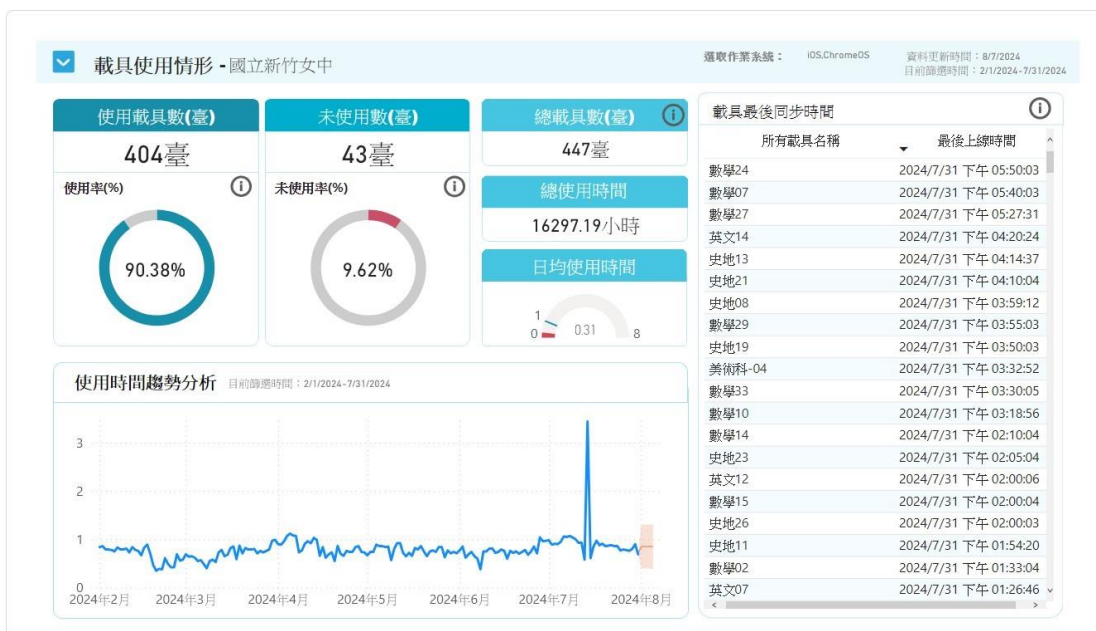 載具使用情形 - 國立新竹女中
選取作業系統： iOS,ChromeOS
資料更新時間：8/7/2024
目前篩選時間：2/1/2024-7/31/2024
使用載具數(臺)
404臺
使用率(%)
90.38%
未使用數(臺)
43臺
未使用率(%)
9.62%
總載具數(臺)
447臺
總使用時間
16297.19小時
日均使用時間
1
0
0.31
8
使用時間趨勢分析 目前篩選時間：2/1/2024-7/31/2024
3
2
1
0
2024年2月 2024年3月 2024年4月 2024年5月 2024年6月 2024年7月 2024年8月
載具最後同步時間
所有載具名稱 最後上線時間
數學24 2024/7/31 下午 05:50:03
數學07 2024/7/31 下午 05:40:03
數學27 2024/7/31 下午 05:27:31
英文14 2024/7/31 下午 04:20:24
史地13 2024/7/31 下午 04:14:37
史地21 2024/7/31 下午 04:10:04
史地08 2024/7/31 下午 03:59:12
數學29 2024/7/31 下午 03:55:03
史地19 2024/7/31 下午 03:50:03
美術科-04 2024/7/31 下午 03:32:52
數學33 2024/7/31 下午 03:30:05
數學10 2024/7/31 下午 03:18:56
數學14 2024/7/31 下午 02:10:04
史地23 2024/7/31 下午 02:05:04
英文12 2024/7/31 下午 02:00:06
數學15 2024/7/31 下午 02:00:04
史地26 2024/7/31 下午 02:00:03
史地11 2024/7/31 下午 01:54:20
數學02 2024/7/31 下午 01:33:04
英文07 2024/7/31 下午 01:26:46